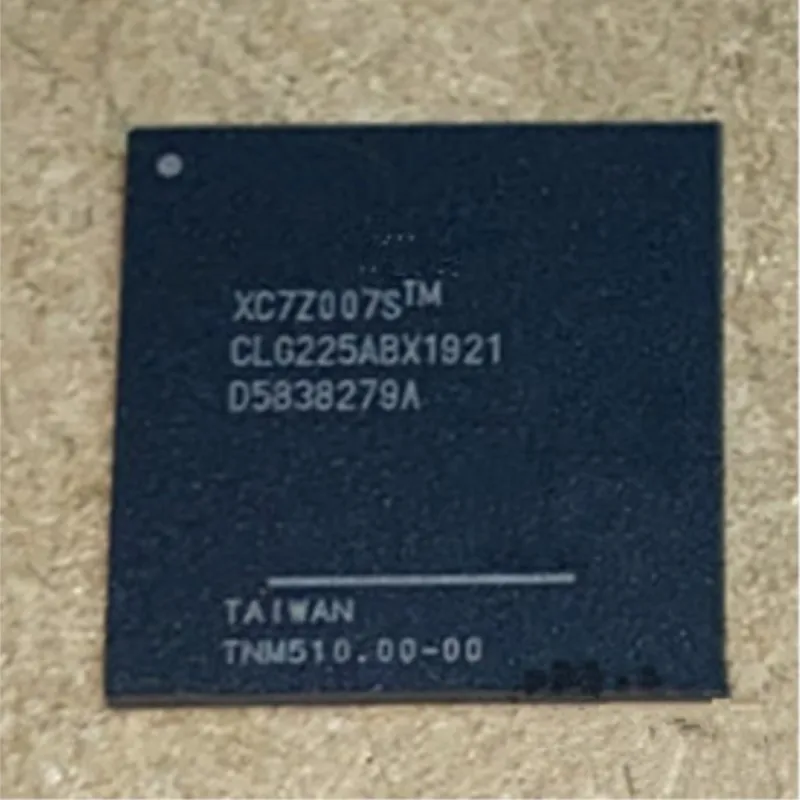 XC7Z007S™
CLG225ABX1921
D5838279A
TAIWAN
TNM510.00-00